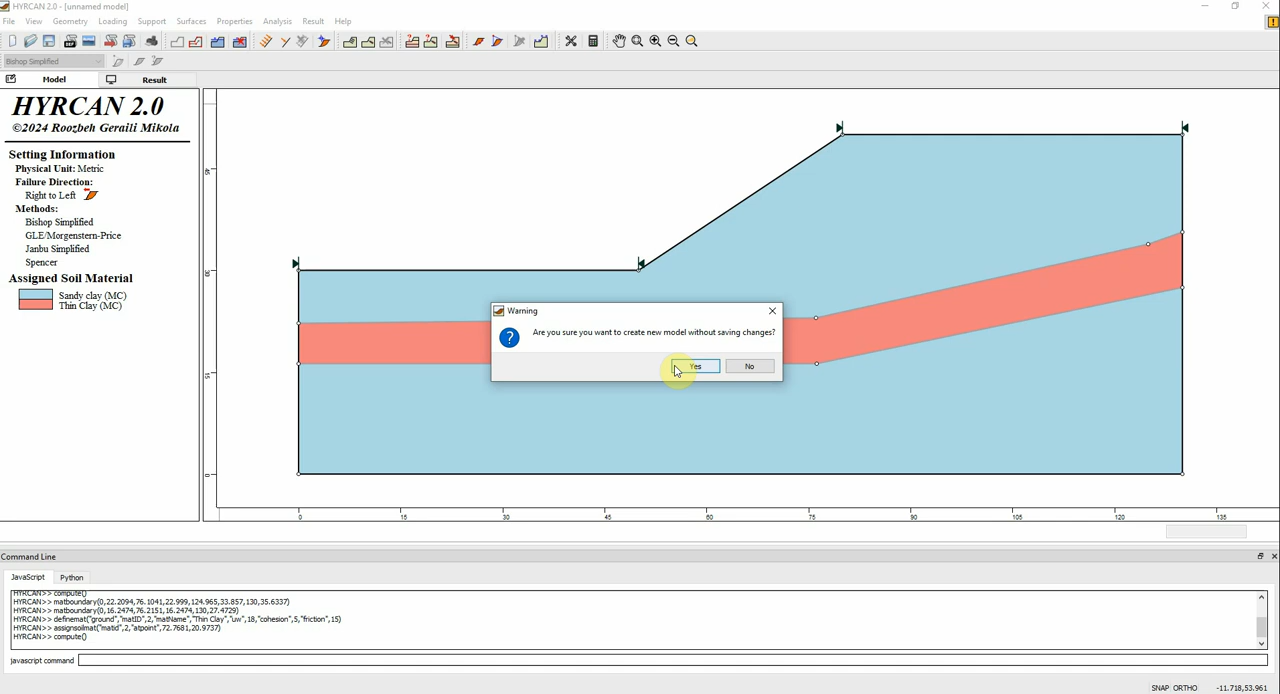 HYRCAN 2.0 - [unnamed model]
File View Geometry Loading Support Surfaces Properties Analysis Result Help
Bishop Simplified
Model Result
HYRCAN 2.0
©2024 Roozbeh Geraili Mikola
Setting Information
Physical Unit: Metric
Failure Direction:
Right to Left
Methods:
Bishop Simplified
GLE/Morgenstern-Price
Janbu Simplified
Spencer
Assigned Soil Material
Sandy clay (MC)
Thin Clay (MC)
45
30
15
0
Warning
Are you sure you want to create new model without saving changes?
Yes No
0 15 30 45 60 75 90 105 120 135
Command Line
JavaScript Python
HYRCAN>> compute()
HYRCAN>> matboundary(0,22.2094,76.1041,22.999,124.965,33.857,130,35.6337)
HYRCAN>> matboundary(0,16.2474,76.2151,16.2474,130,27.4729)
HYRCAN>> definemat("ground","matID",2,"matName","Thin Clay","uw",18,"cohesion",5,"friction",15)
HYRCAN>> assignsoilmat("matid",2,"atpoint",72.7681,20.9737)
HYRCAN>> compute()
javascript command
SNAP ORTHO -11.718,53.961